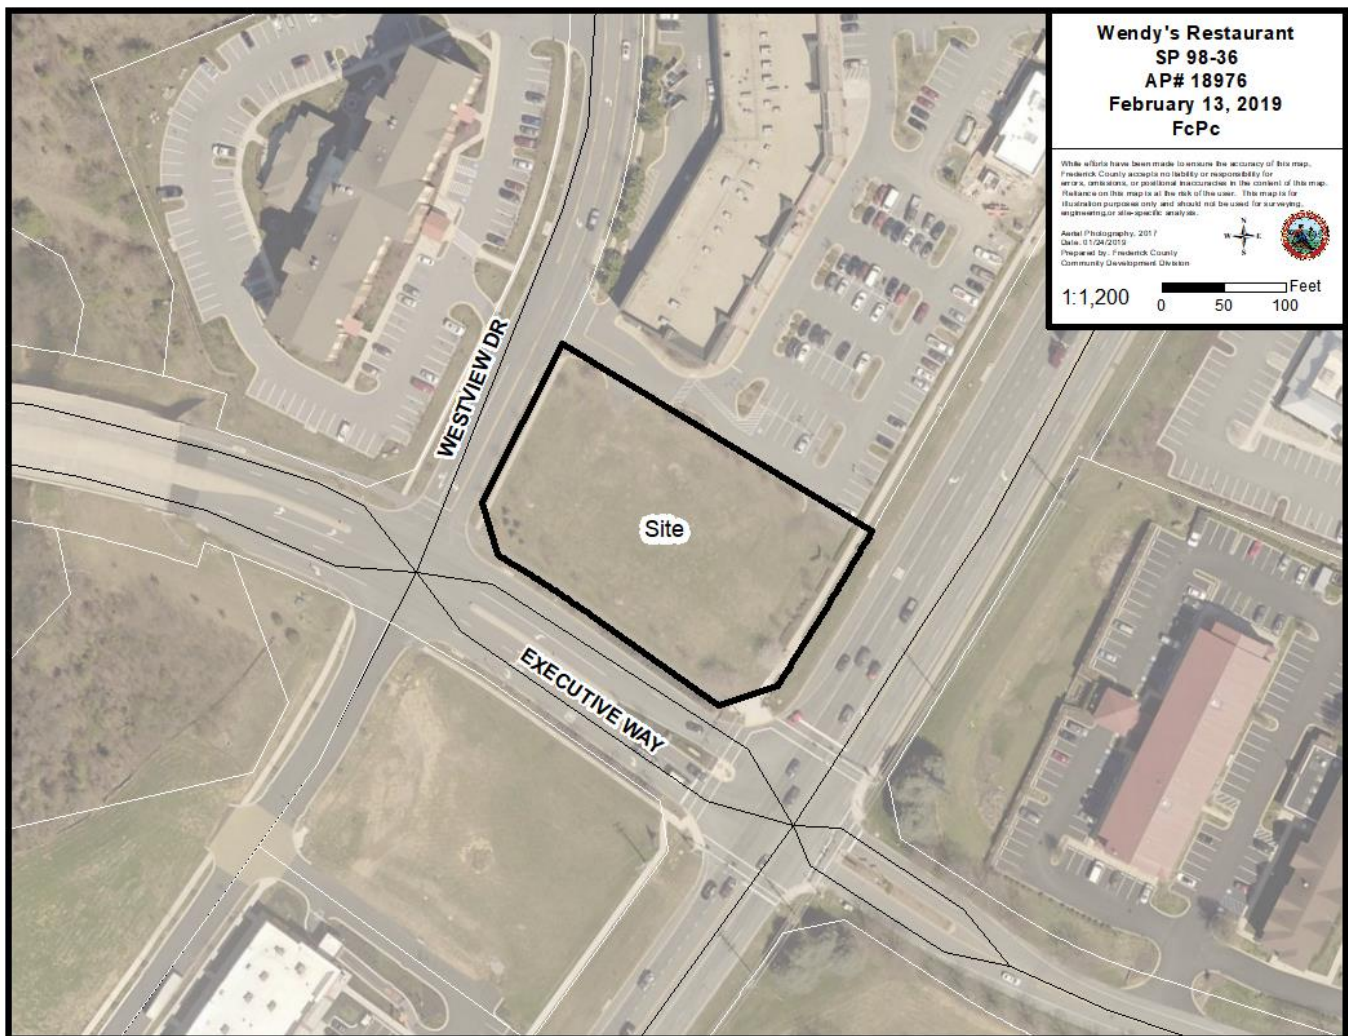 Wendy's Restaurant
SP 98-36
AP# 18976
February 13, 2019
FcPc
While efforts have been made to ensure the accuracy of this map,
Frederick County accepts no liability or responsibility for
errors, omissions, or positional inaccuracies in the content of this map.
Reliance on this map is at the risk of the user. This map is for
illustration purposes only and should not be used for surveying,
engineering, or site-specific analysis.
Aerial Photography, 2017
Date: 01/24/2019
Prepared by: Frederick County
Community Development Division
N
W E
S
1:1,200
Feet
0 50 100
WESTVIEW DR
Site
EXECUTIVE WAY